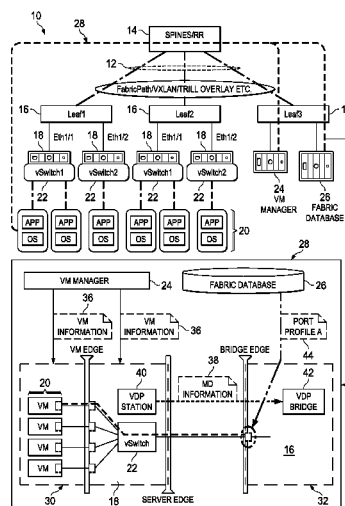 10
28
14
SPINES/RR
12
FabricPath/VXLAN/TRILL OVERLAY ETC.
16 16
Leaf1 Leaf2 Leaf3
18 Eth1/1 18 Eth1/2 18 Eth1/1 18 Eth1/2
vSwitch1 vSwitch2 vSwitch1 vSwitch2
22 22 22 22
24
VM
MANAGER
26
FABRIC
DATABASE
APP APP APP APP APP APP
OS OS OS OS OS OS
20
28
VM MANAGER
24
FABRIC DATABASE
26
36
VM
INFORMATION
VM
INFORMATION
36
PORT
PROFILE A
44
VM EDGE
BRIDGE EDGE
38
MD
INFORMATION
20
40
VDP
STATION
42
VDP
BRIDGE
VM
VM
VM
VM
vSwitch
22
16
30
18
SERVER EDGE
32